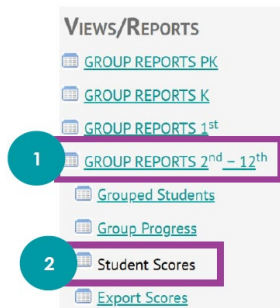 VIEWS/REPORTS
GROUP REPORTS PK
GROUP REPORTS K
GROUP REPORTS 1st
1 GROUP REPORTS 2nd – 12th
Grouped Students
Group Progress
2 Student Scores
Export Scores